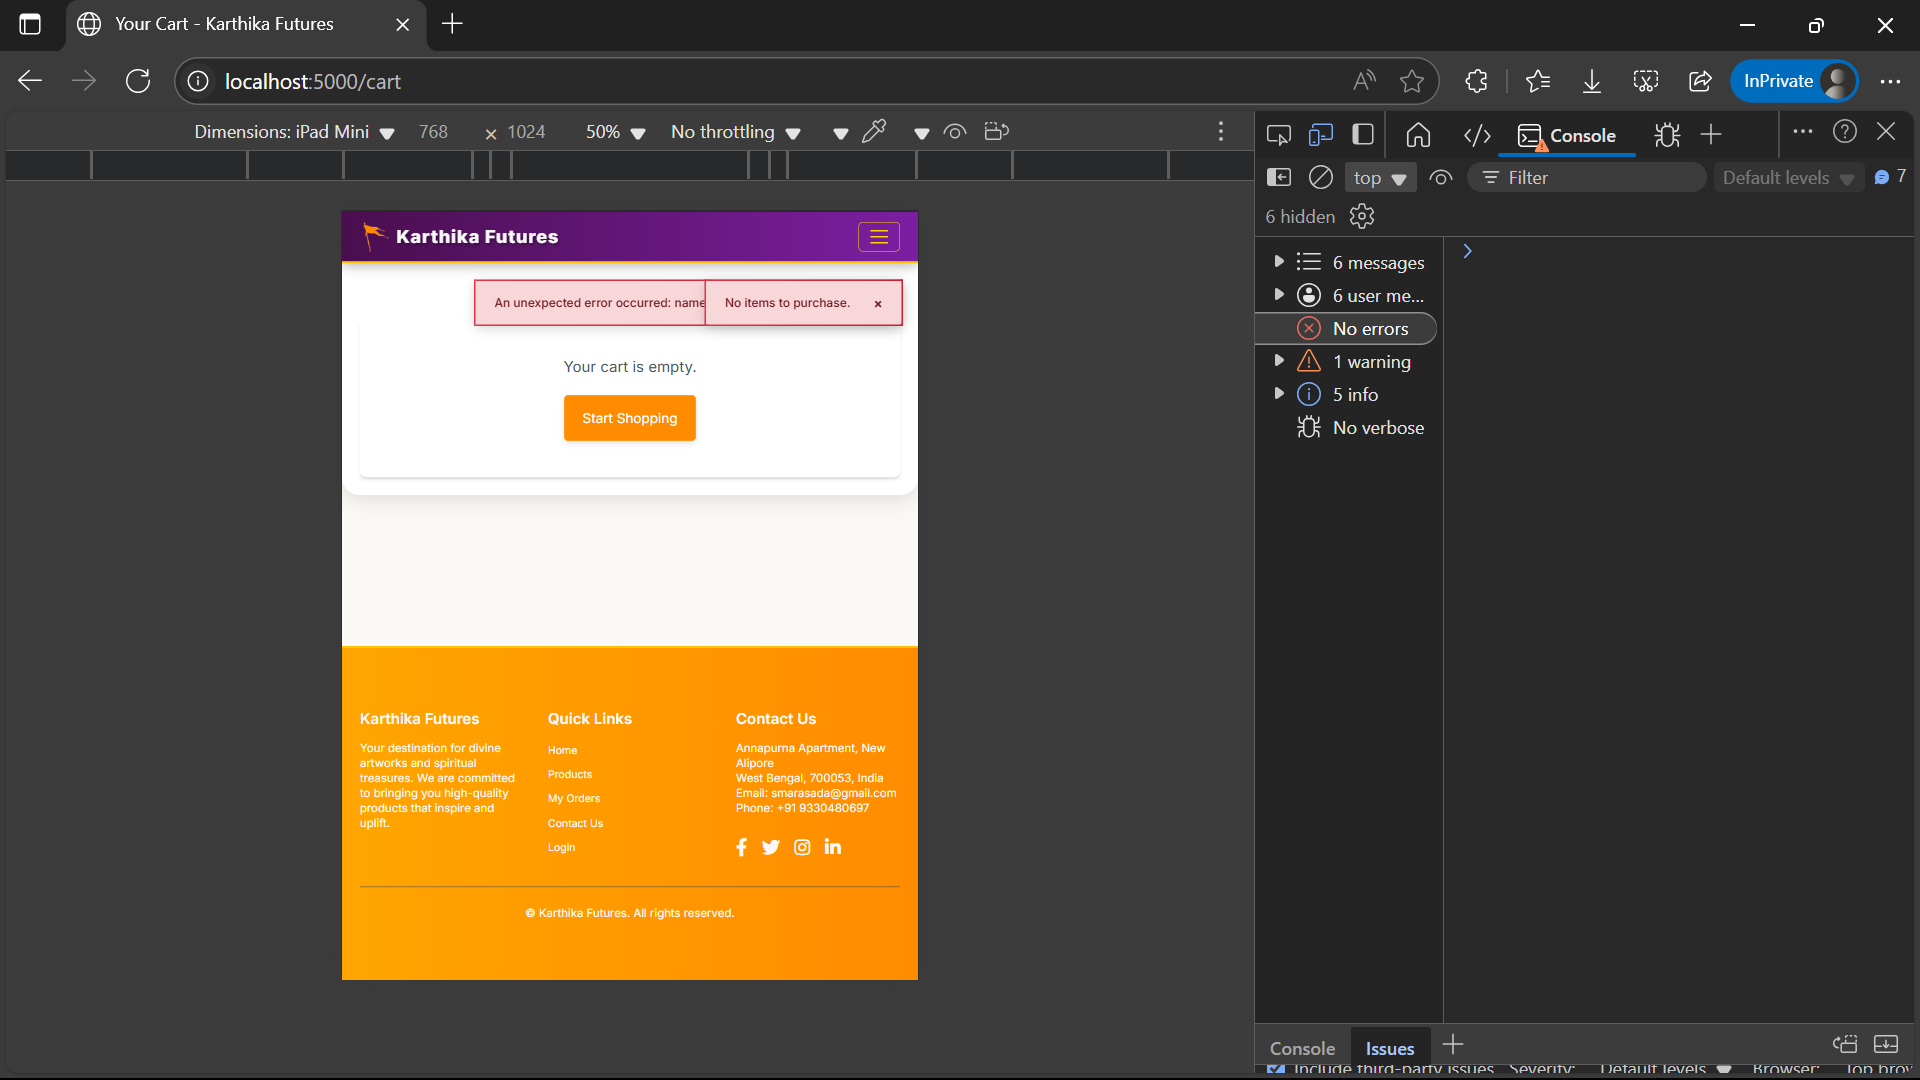 Your Cart - Karthika Futures
localhost:5000/cart
InPrivate
Dimensions: iPad Mini 768 × 1024 50% No throttling
Console
top Filter Default levels 7
6 hidden
6 messages
6 user me...
No errors
1 warning
5 info
No verbose
Karthika Futures
An unexpected error occurred: name
No items to purchase. ×
Your cart is empty.
Start Shopping
Karthika Futures
Your destination for divine
artworks and spiritual
treasures. We are committed
to bringing you high-quality
products that inspire and
uplift.
Quick Links
Home
Products
My Orders
Contact Us
Login
Contact Us
Annapurna Apartment, New
Alipore
West Bengal, 700053, India
Email: smarasada@gmail.com
Phone: +91 9330480697
© Karthika Futures. All rights reserved.
Console Issues
Include third-party issues Severity: Default levels Browser: Top brow